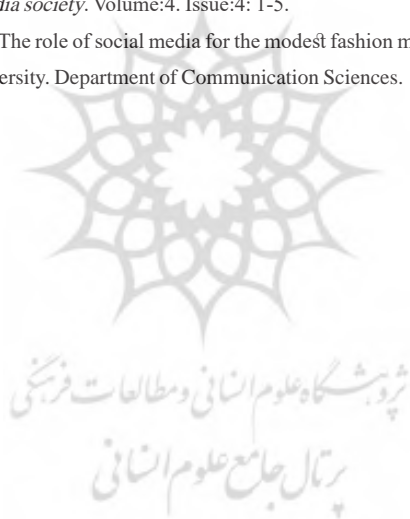 dia society. Volume:4. Issue:4: 1-5.
The role of social media for the modest fashion m
ersity. Department of Communication Sciences.
پژوهشگاه علوم انسانی و مطالعات فرهنگی
پرتال جامع علوم انسانی